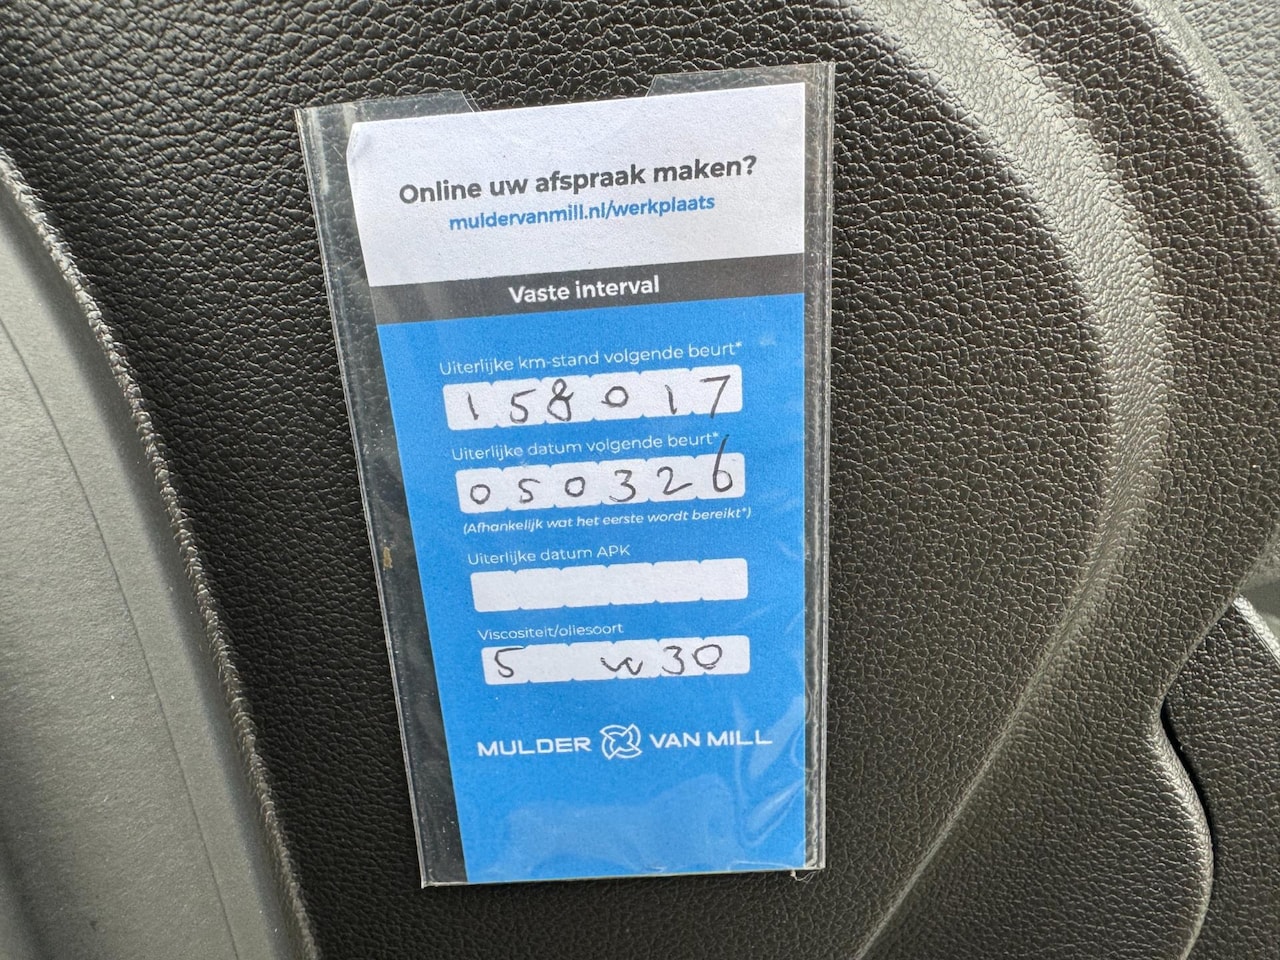 Online uw afspraak maken?
muldervanmill.nl/werkplaats
Vaste interval
Uiterlijke km-stand volgende beurt*
158017
Uiterlijke datum volgende beurt*
050326
(Afhankelijk wat het eerste wordt bereikt*)
Uiterlijke datum APK
Viscositeit/oliesoort
5 w30
MULDER VAN MILL